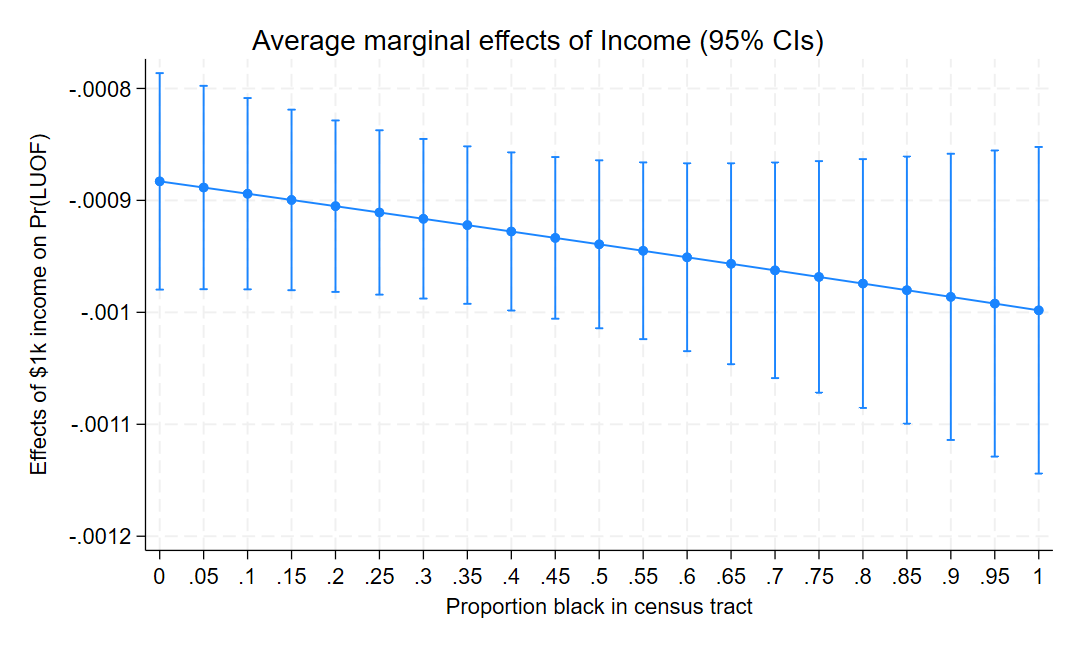 Average marginal effects of Income (95% CIs)
Effects of $1k income on Pr(LUOF)
-.0008
-.0009
-.001
-.0011
-.0012
0 .05 .1 .15 .2 .25 .3 .35 .4 .45 .5 .55 .6 .65 .7 .75 .8 .85 .9 .95 1
Proportion black in census tract